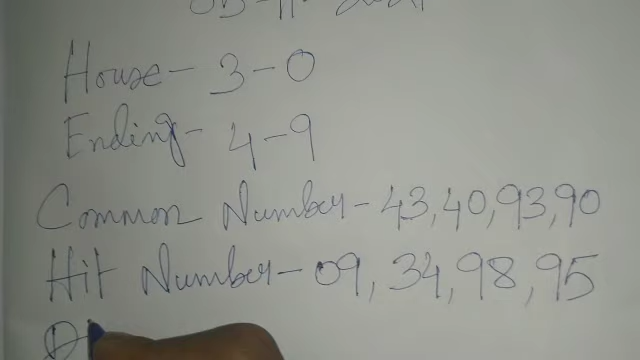 House - 3 - 0
Ending - 4 - 9
Common Number - 43, 40, 93, 90
Hit Number - 09, 34, 98, 95